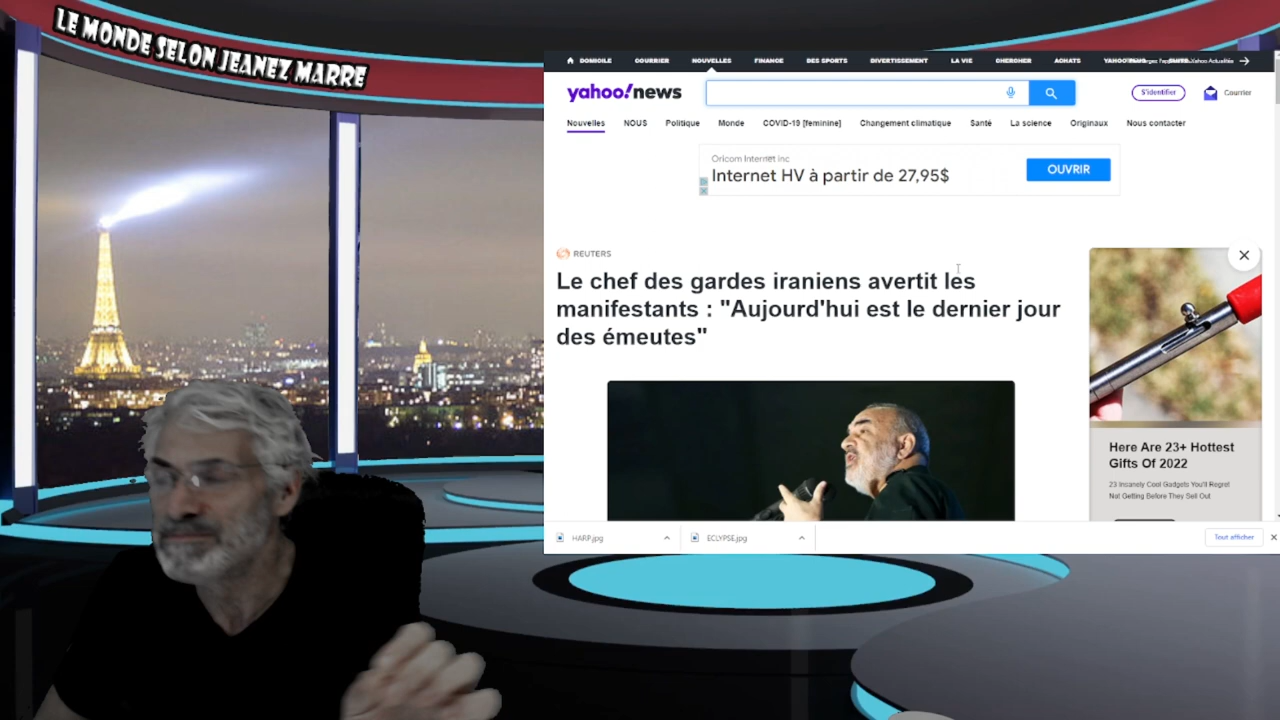 LE MONDE SELON JEANEZ MARRE
DOMICILE COURRIER NOUVELLES FINANCE DES SPORTS DIVERTISSEMENT LA VIE CHERCHER ACHATS
yahoo!news
S'identifier
Courrier
Nouvelles NOUS Politique Monde COVID-19 [feminine] Changement climatique Santé La science Originaux Nous contacter
Oricom Internet inc
Internet HV à partir de 27,95$
OUVRIR
REUTERS
Le chef des gardes iraniens avertit les
manifestants : "Aujourd'hui est le dernier jour
des émeutes"
Here Are 23+ Hottest
Gifts Of 2022
23 Insanely Cool Gadgets You'll Regret
Not Getting Before They Sell Out
HARP.jpg
ECLYPSE.jpg
Tout afficher